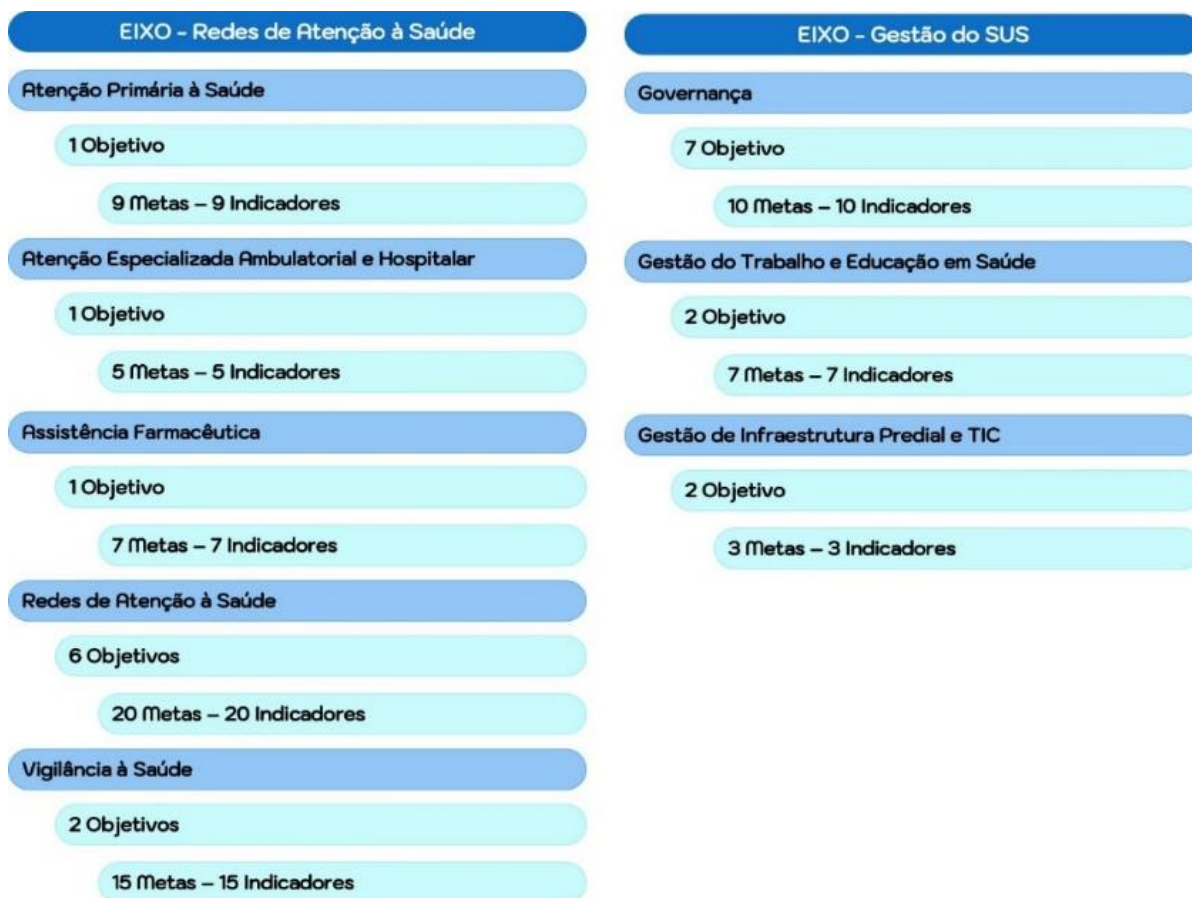 EIXO - Redes de Atenção à Saúde
Atenção Primária à Saúde
1 Objetivo
9 Metas – 9 Indicadores
Atenção Especializada Ambulatorial e Hospitalar
1 Objetivo
5 Metas – 5 Indicadores
Assistência Farmacêutica
1 Objetivo
7 Metas – 7 Indicadores
Redes de Atenção à Saúde
6 Objetivos
20 Metas – 20 Indicadores
Vigilância à Saúde
2 Objetivos
15 Metas – 15 Indicadores
EIXO - Gestão do SUS
Governança
7 Objetivo
10 Metas – 10 Indicadores
Gestão do Trabalho e Educação em Saúde
2 Objetivo
7 Metas – 7 Indicadores
Gestão de Infraestrutura Predial e TIC
2 Objetivo
3 Metas – 3 Indicadores